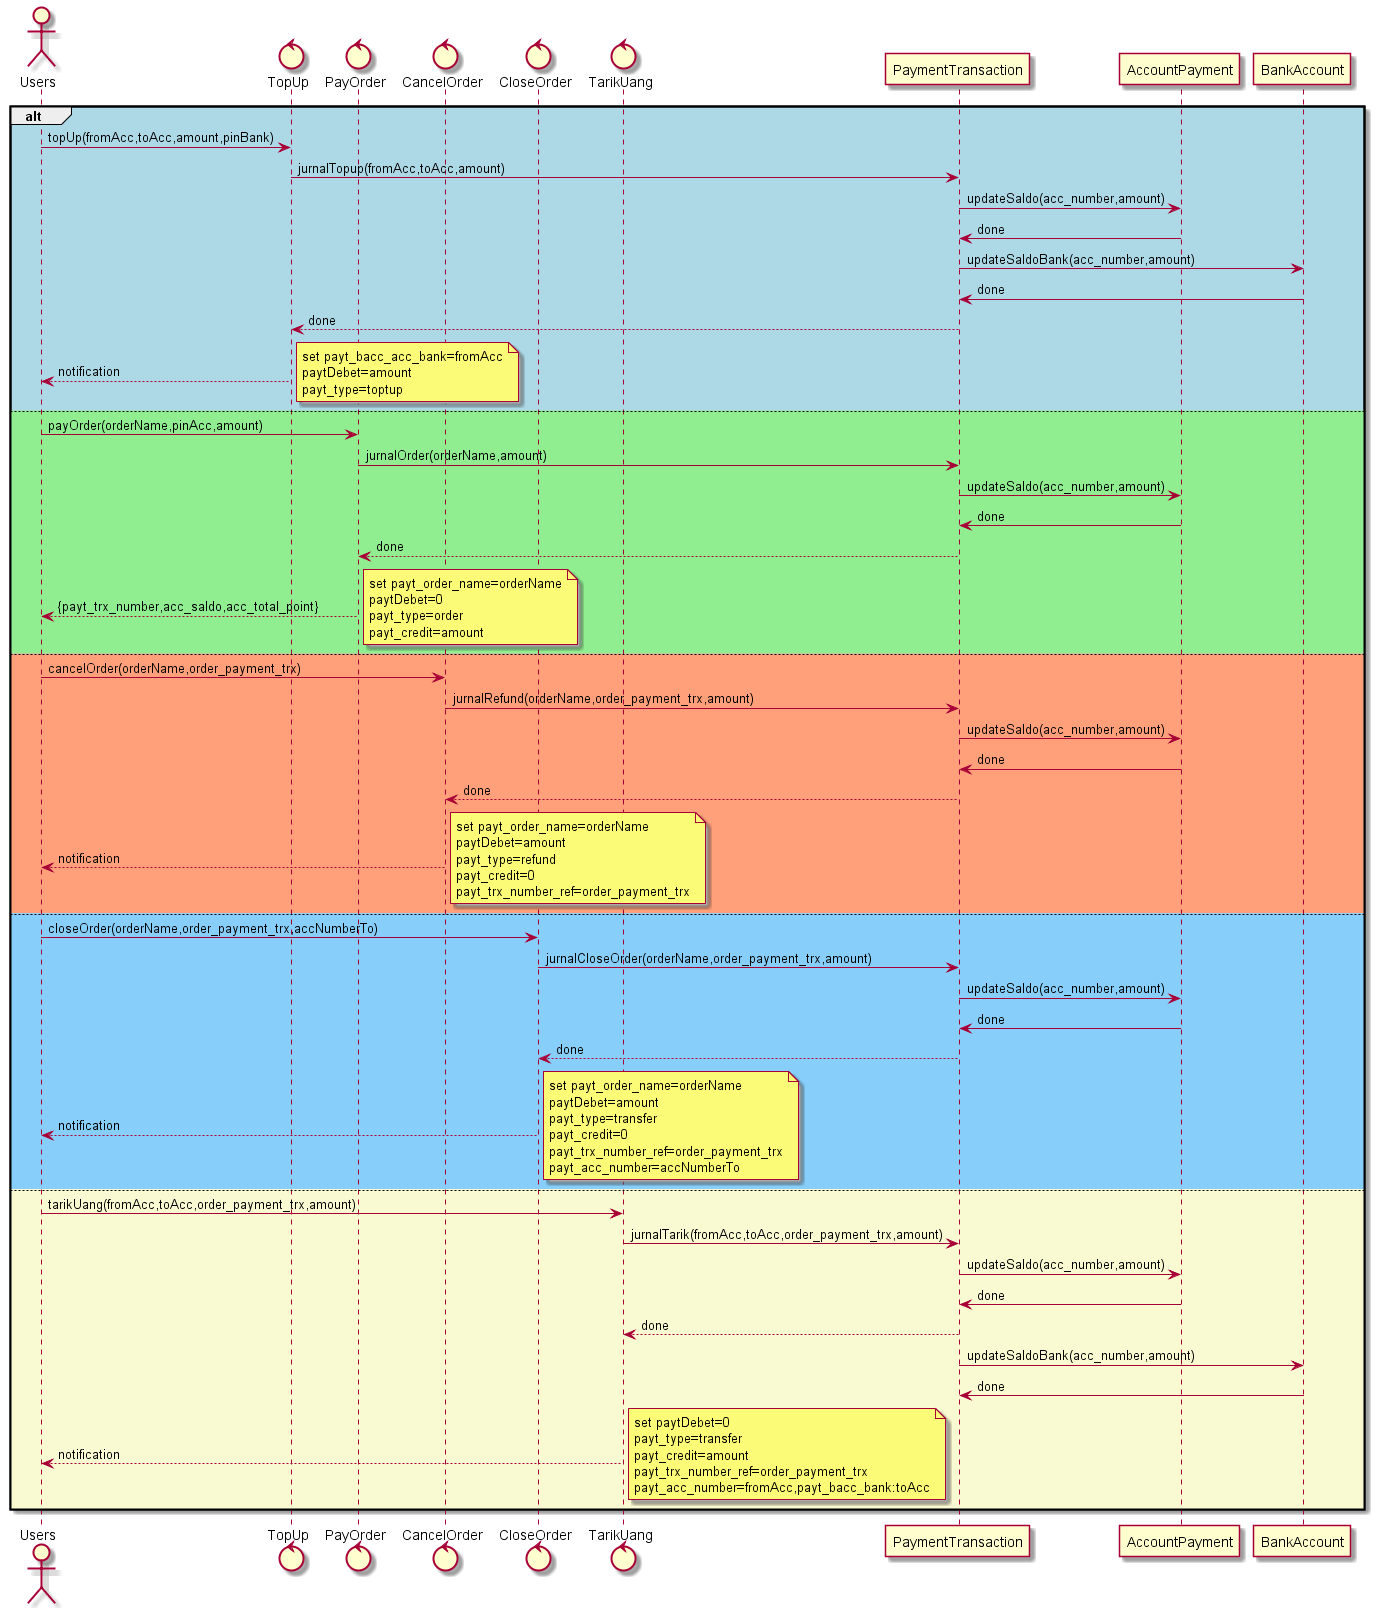 Users
TopUp
PayOrder
CancelOrder
CloseOrder
TarikUang
PaymentTransaction
AccountPayment
BankAccount
alt
topUp(fromAcc,toAcc,amount,pinBank)
jurnalTopup(fromAcc,toAcc,amount)
updateSaldo(acc_number,amount)
done
updateSaldoBank(acc_number,amount)
done
done
set payt_bacc_acc_bank=fromAcc
paytDebet=amount
payt_type=toptup
notification
payOrder(orderName,pinAcc,amount)
jurnalOrder(orderName,amount)
updateSaldo(acc_number,amount)
done
done
set payt_order_name=orderName
paytDebet=0
payt_type=order
payt_credit=amount
{payt_trx_number,acc_saldo,acc_total_point}
cancelOrder(orderName,order_payment_trx)
jurnalRefund(orderName,order_payment_trx,amount)
updateSaldo(acc_number,amount)
done
done
set payt_order_name=orderName
paytDebet=amount
payt_type=refund
payt_credit=0
payt_trx_number_ref=order_payment_trx
notification
closeOrder(orderName,order_payment_trx,accNumberTo)
jurnalCloseOrder(orderName,order_payment_trx,amount)
updateSaldo(acc_number,amount)
done
done
set payt_order_name=orderName
paytDebet=amount
payt_type=transfer
payt_credit=0
payt_trx_number_ref=order_payment_trx
payt_acc_number=accNumberTo
notification
tarikUang(fromAcc,toAcc,order_payment_trx,amount)
jurnalTarik(fromAcc,toAcc,order_payment_trx,amount)
updateSaldo(acc_number,amount)
done
done
updateSaldoBank(acc_number,amount)
done
set paytDebet=0
payt_type=transfer
payt_credit=amount
payt_trx_number_ref=order_payment_trx
payt_acc_number=fromAcc,payt_bacc_bank:toAcc
notification
Users
TopUp
PayOrder
CancelOrder
CloseOrder
TarikUang
PaymentTransaction
AccountPayment
BankAccount